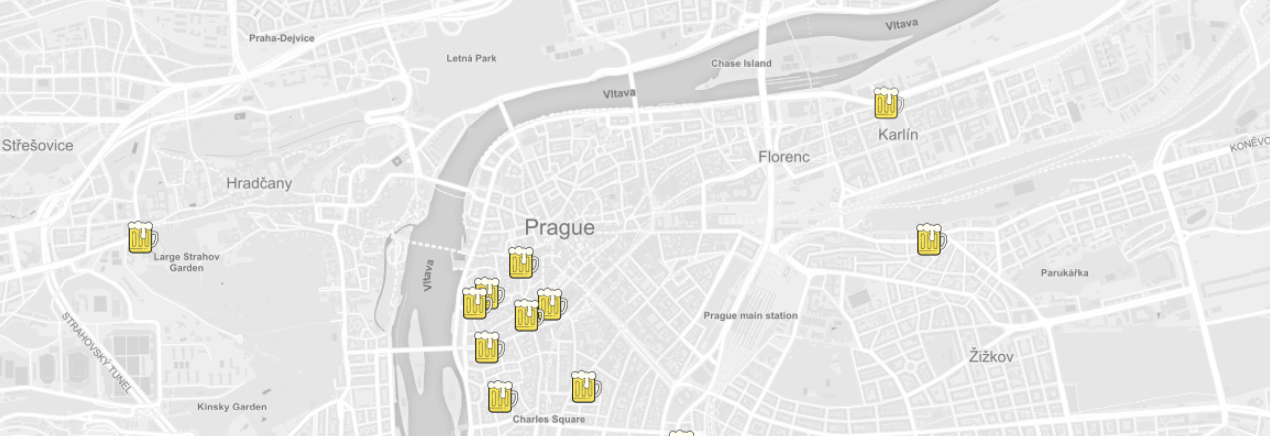 Vltava
Praha-Dejvice
Letná Park
Chase Island
Vltava
Karlín
Střešovice
KONĚVO
Florenc
Hradčany
Prague
Large Strahov
Garden
Vltava
Parukářka
Prague main station
STRAHOVSKÝ TUNEL
Žižkov
Kinsky Garden
Charles Square